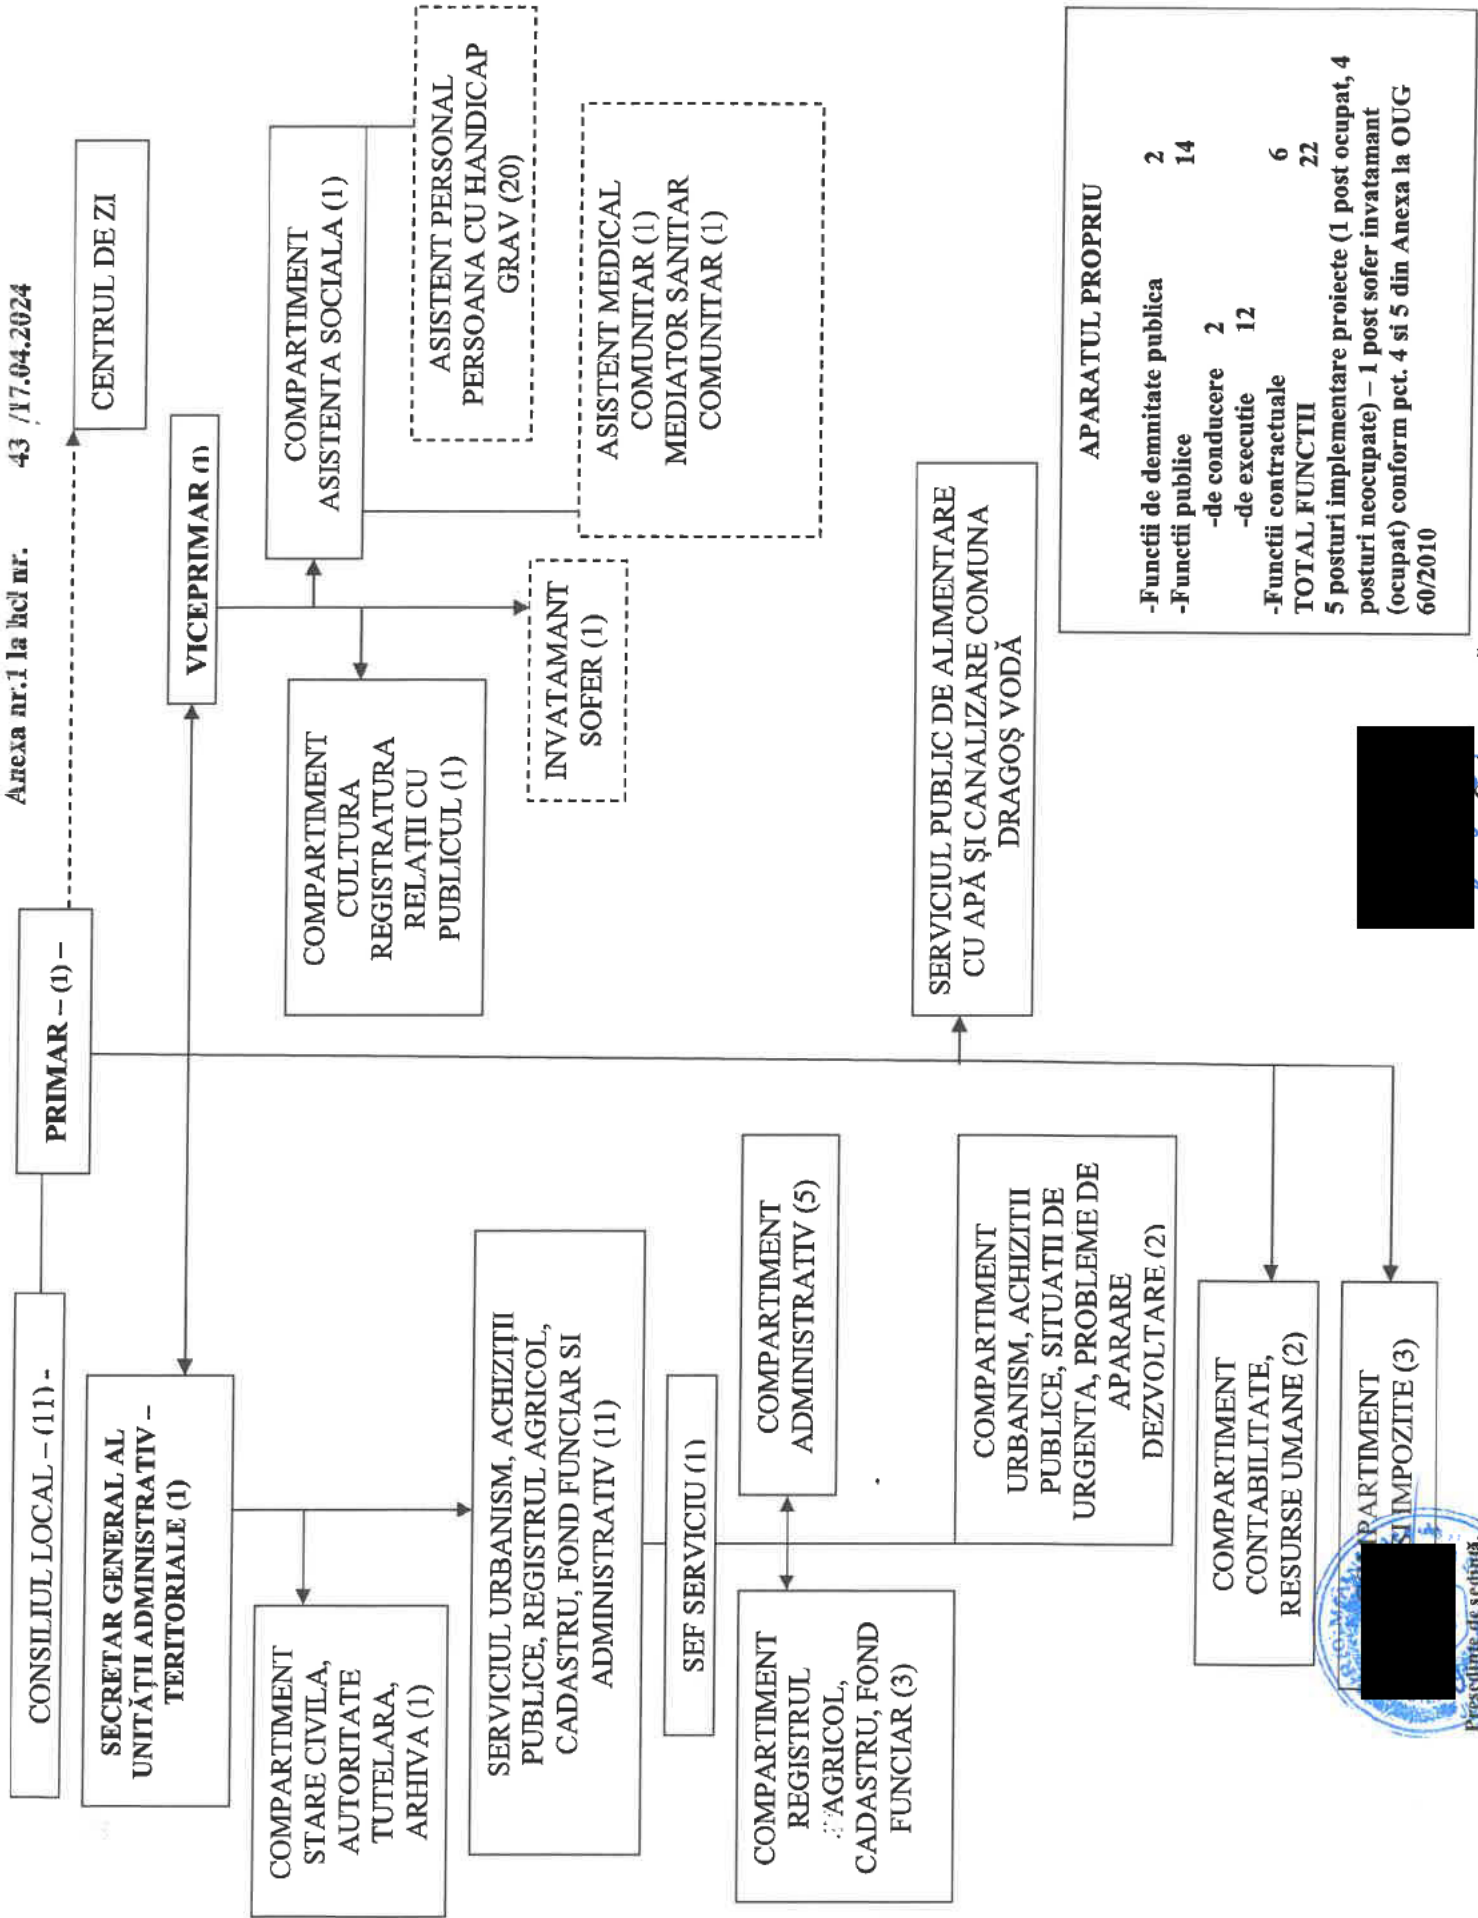 Anexa nr.1 la hcl nr. 43 /17.04.2024
CONSILIUL LOCAL – (11) -
PRIMAR – (1) –
CENTRUL DE ZI
SECRETAR GENERAL AL
UNITĂȚII ADMINISTRATIV –
TERITORIALE (1)
VICEPRIMAR (1)
COMPARTIMENT
STARE CIVILA,
AUTORITATE
TUTELARA,
ARHIVA (1)
COMPARTIMENT
CULTURA
REGISTRATURA
RELAȚII CU
PUBLICUL (1)
COMPARTIMENT
ASISTENTA SOCIALA (1)
ASISTENT PERSONAL
PERSOANA CU HANDICAP
GRAV (20)
INVATAMANT
SOFER (1)
ASISTENT MEDICAL
COMUNITAR (1)
MEDIATOR SANITAR
COMUNITAR (1)
SERVICIUL URBANISM, ACHIZIȚII
PUBLICE, REGISTRUL AGRICOL,
CADASTRU, FOND FUNCIAR SI
ADMINISTRATIV (11)
SEF SERVICIU (1)
COMPARTIMENT
REGISTRUL
AGRICOL,
CADASTRU, FOND
FUNCIAR (3)
COMPARTIMENT
ADMINISTRATIV (5)
COMPARTIMENT
URBANISM, ACHIZITII
PUBLICE, SITUATII DE
URGENTA, PROBLEME DE
APARARE
DEZVOLTARE (2)
SERVICIUL PUBLIC DE ALIMENTARE
CU APĂ ȘI CANALIZARE COMUNA
DRAGOȘ VODĂ
COMPARTIMENT
CONTABILITATE,
RESURSE UMANE (2)
PARTIMENT
SI IMPOZITE (3)
APARATUL PROPRIU
-Functii de demnitate publica 2
-Functii publice 14
-de conducere 2
-de executie 12
-Functii contractuale 6
TOTAL FUNCTII 22
5 posturi implementare proiecte (1 post ocupat, 4
posturi neocupate) – 1 post sofer invatamant
(ocupat) conform pct. 4 si 5 din Anexa la OUG
60/2010
Președinte de ședință